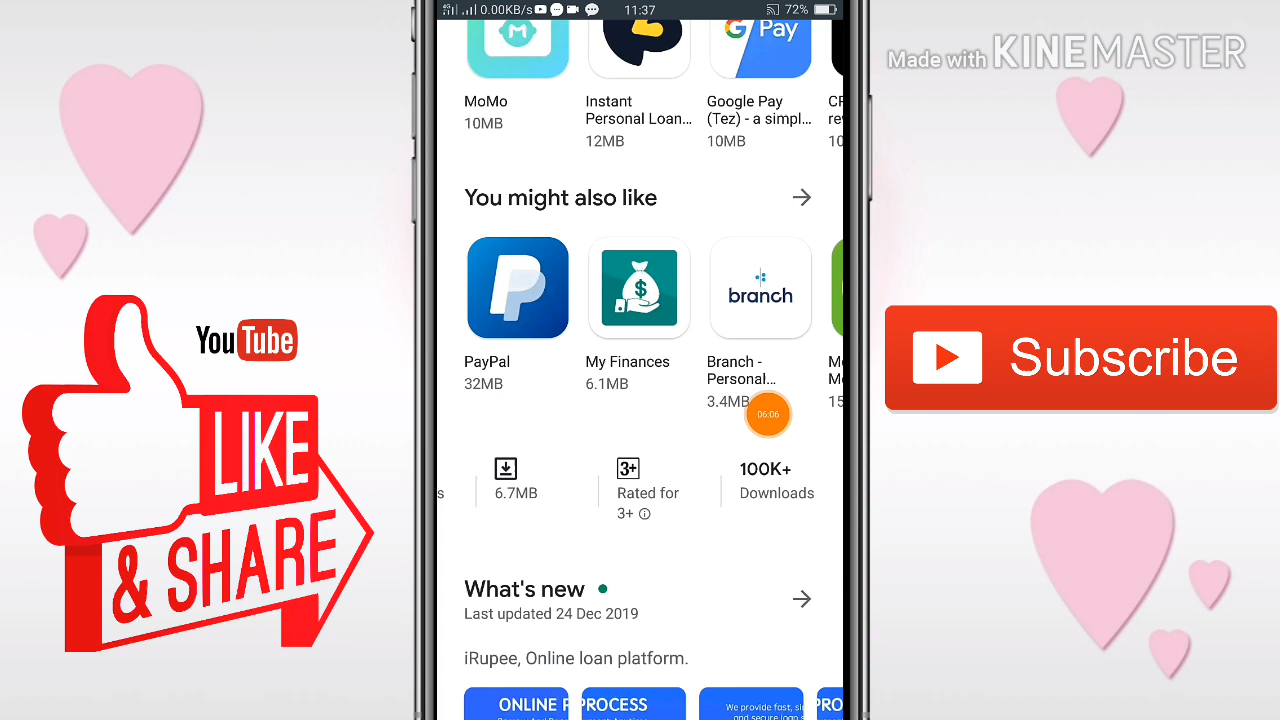 0.00KB/s
11:37
72%
Made with KINEMASTER
Pay
MoMo
10MB
Instant
Personal Loan...
12MB
Google Pay
(Tez) - a simpl...
10MB
You might also like
branch
PayPal
32MB
My Finances
6.1MB
Branch -
Personal...
3.4MB
06:06
YouTube
LIKE
& SHARE
Subscribe
6.7MB
3+
Rated for
3+
100K+
Downloads
What's new
Last updated 24 Dec 2019
iRupee, Online loan platform.
PROCESS
We provide fast,